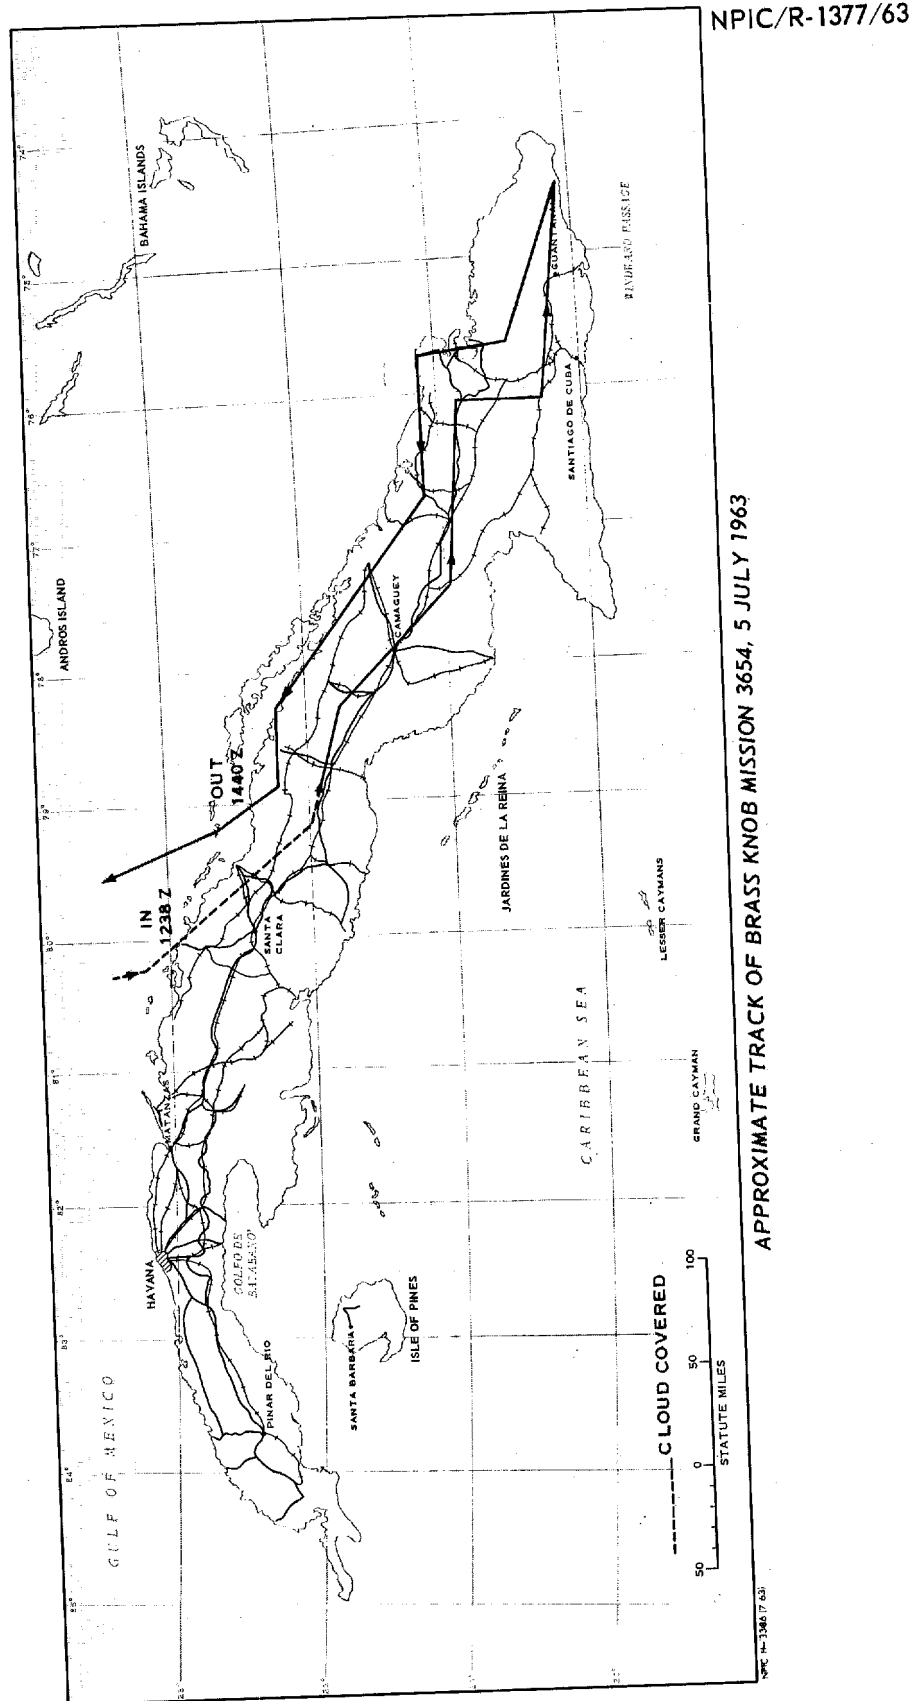 NPIC/R-1377/63
74°
75°
76°
77°
78°
79°
80°
81°
82°
83°
84°
85°
BAHAMA ISLANDS
ANDROS ISLAND
GULF OF MEXICO
OUT
1440 Z
IN
1238 Z
HAVANA
MATANZAS
SANTA
CLARA
CAMAGUEY
GUANTANAMO
WINDWARD PASSAGE
SANTIAGO DE CUBA
PINAR DEL RIO
GOLFO DE
BATABANO
SANTA BARBARA
ISLE OF PINES
JARDINES DE LA REINA
CARIBBEAN SEA
LESSER CAYMANS
GRAND CAYMAN
CLOUD COVERED
50 0 50 100
STATUTE MILES
APPROXIMATE TRACK OF BRASS KNOB MISSION 3654, 5 JULY 1963